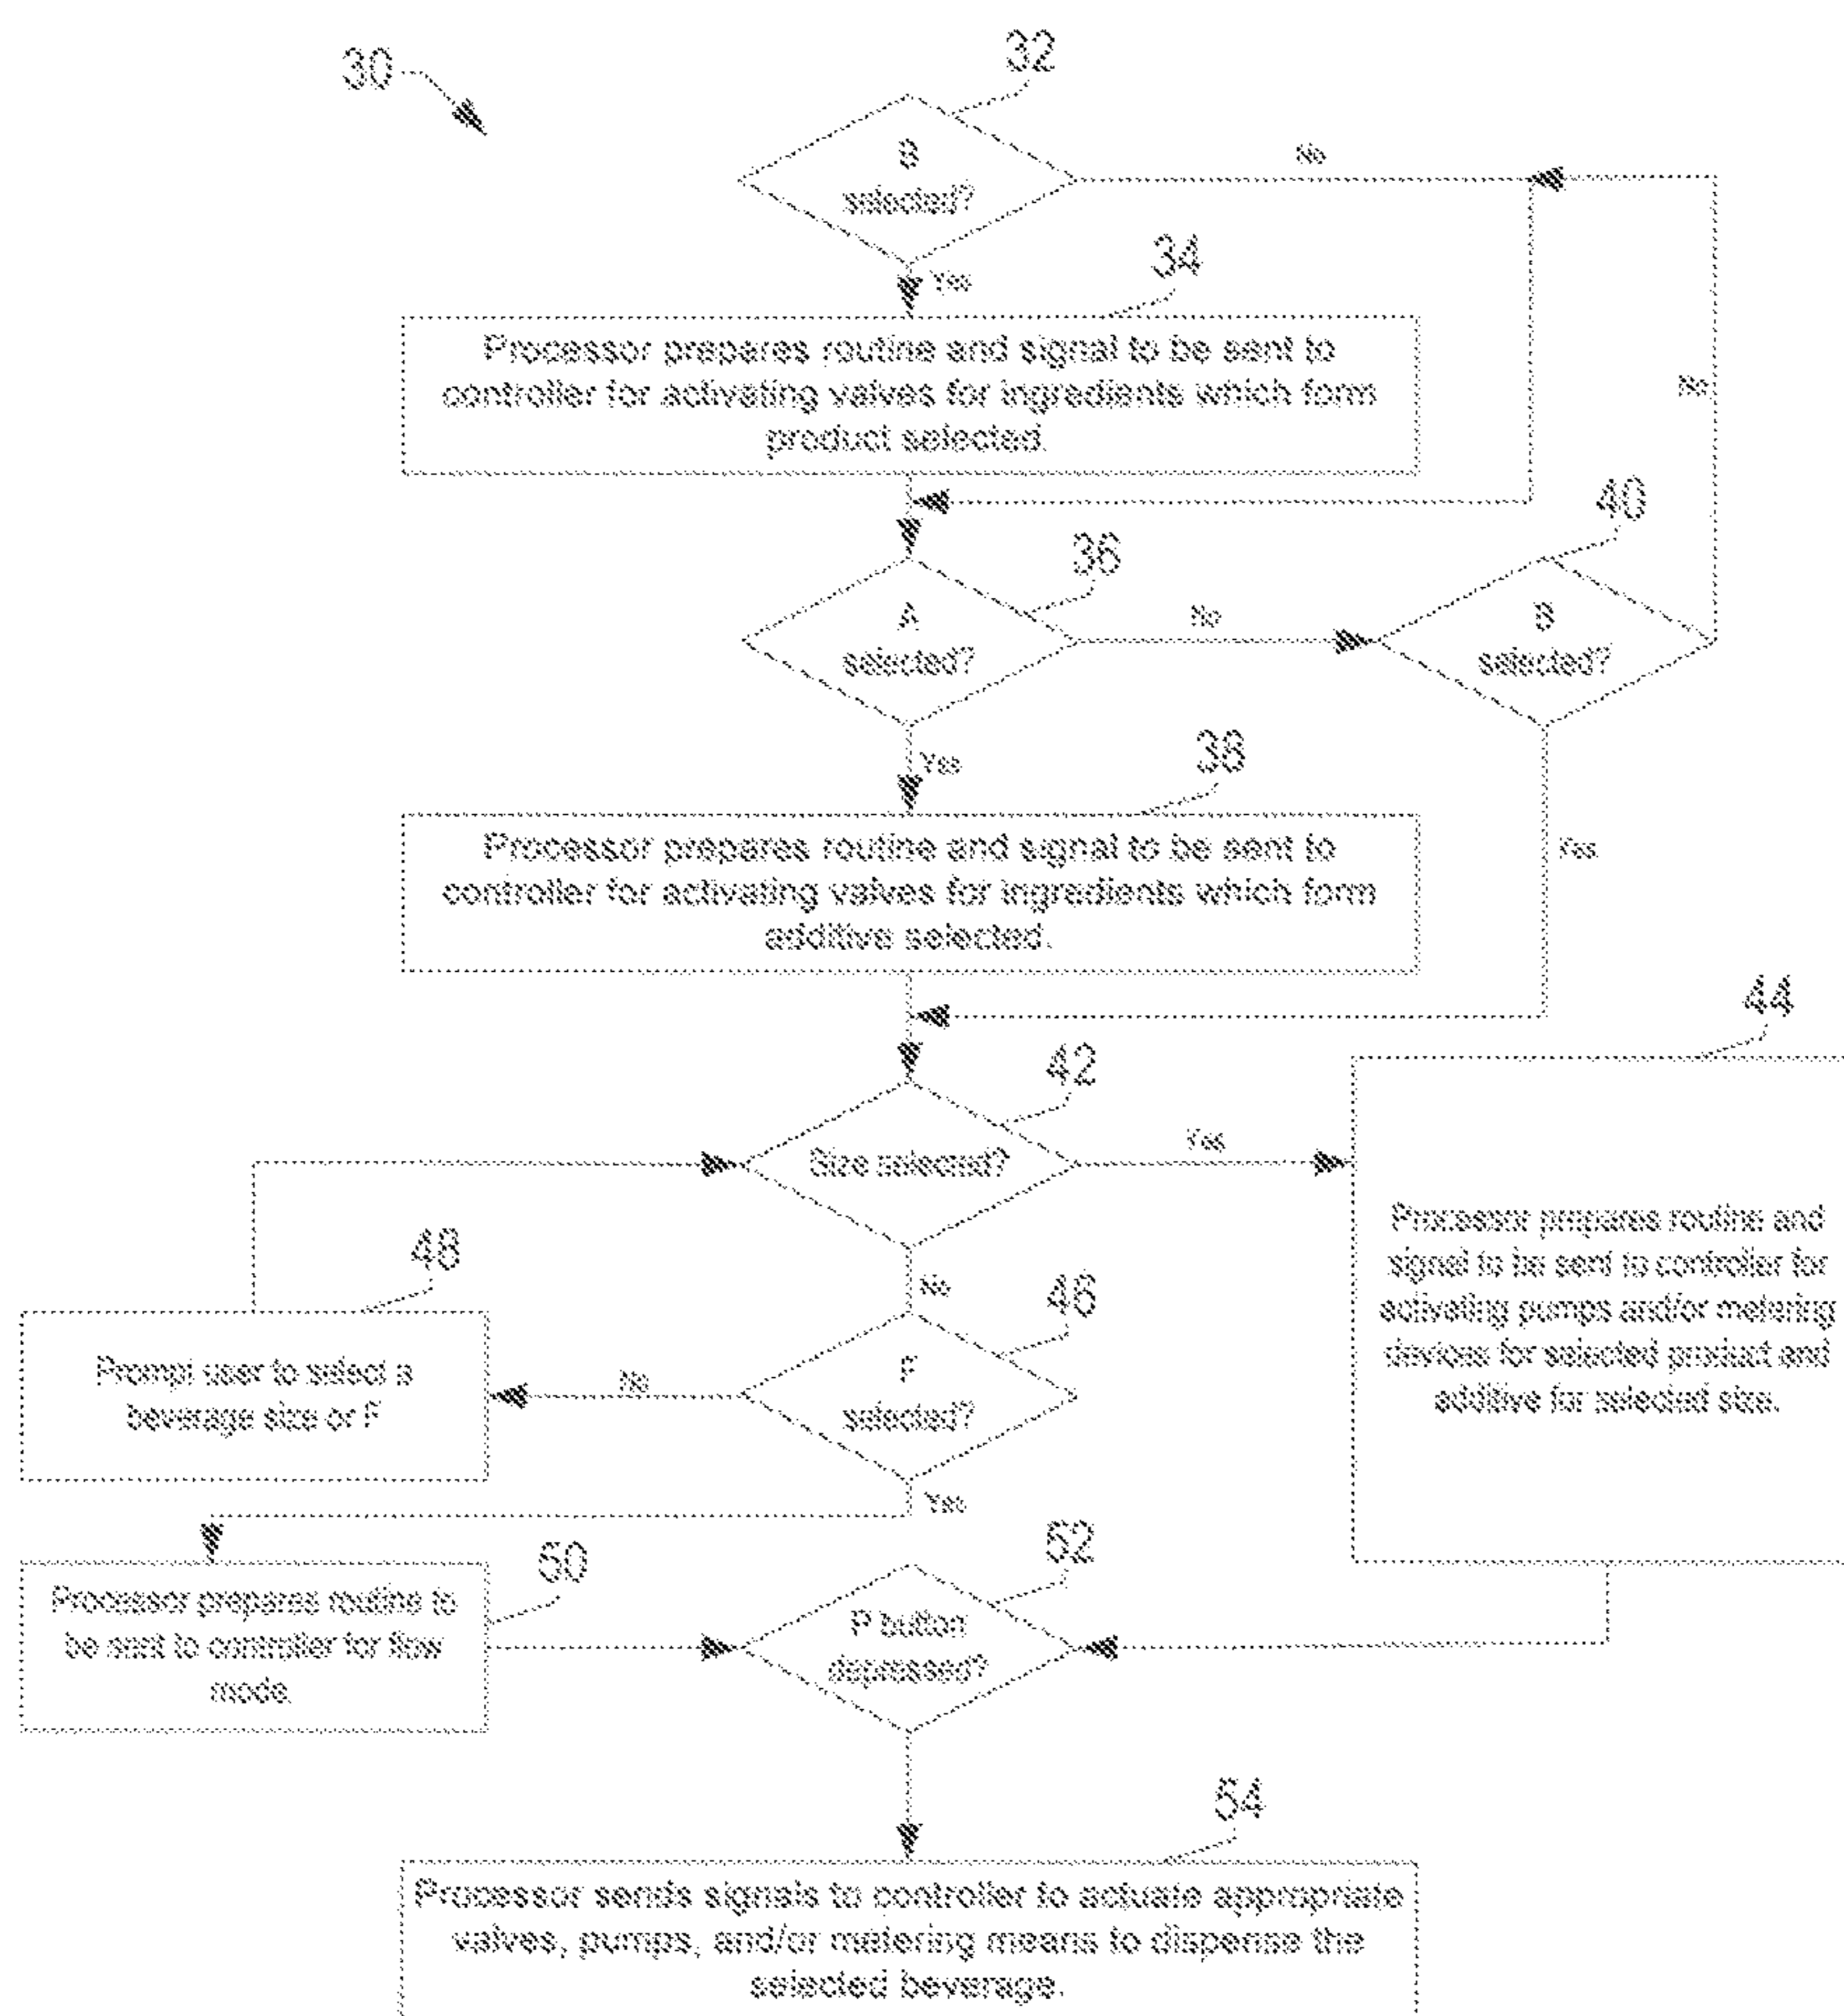 30
32
B
selected?
No
Yes
34
Processor prepares routine and signal to be sent to
controller for activating valves for ingredients which form
product selected.
No
40
36
A
selected?
No
B
selected?
Yes
38
Yes
Processor prepares routine and signal to be sent to
controller for activating valves for ingredients which form
additive selected.
44
42
Size selected?
Yes
Processor prepares routine and
signal to be sent to controller for
activating pumps and/or metering
devices for selected product and
additive for selected size.
48
No
46
Prompt user to select a
beverage size or F
No
F
selected?
Yes
50
52
Processor prepares routine to
be sent to controller for flow
mode.
P button
depressed?
54
Processor sends signals to controller to actuate appropriate
valves, pumps, and/or metering means to dispense the
selected beverage.